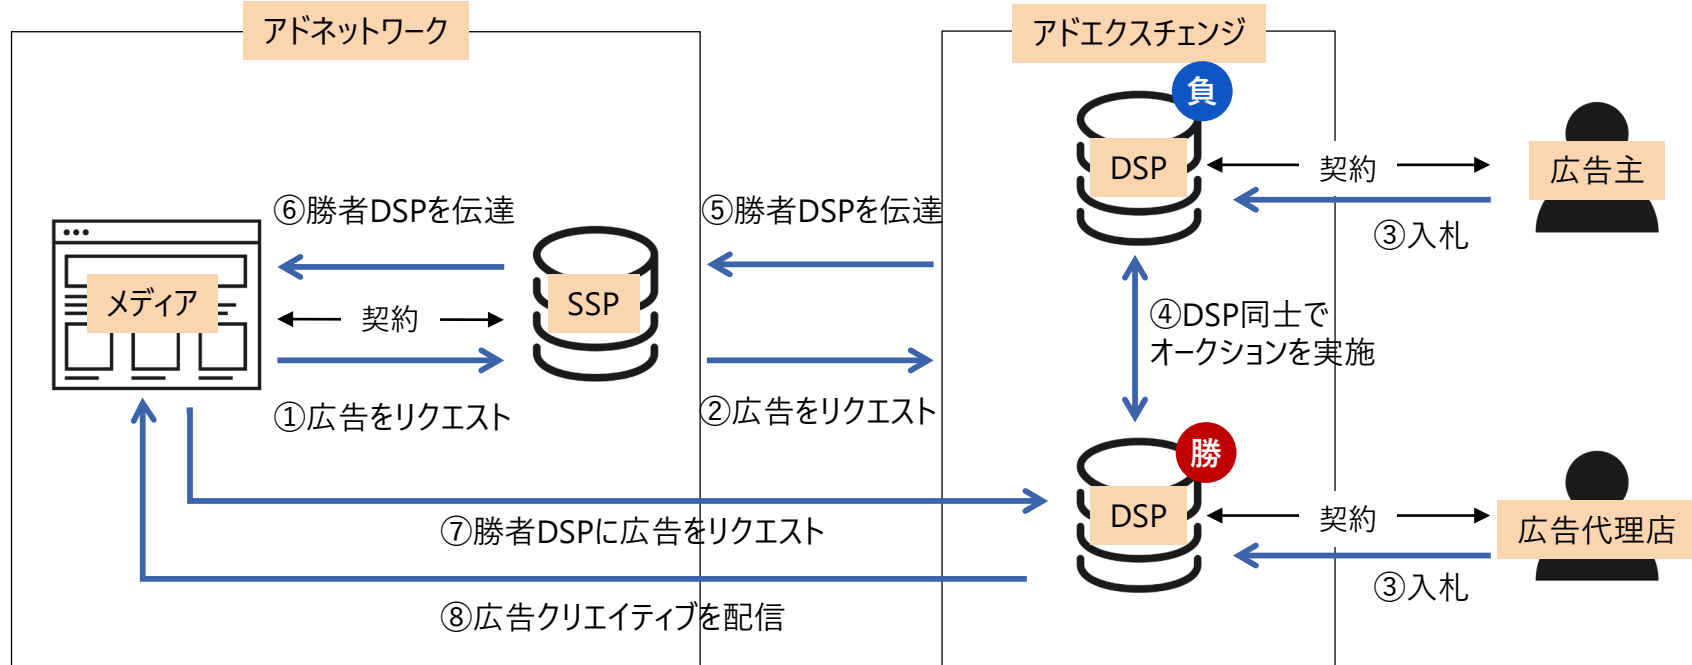 アドネットワーク
アドエクスチェンジ
負
DSP
契約
広告主
③入札
⑥勝者DSPを伝達
⑤勝者DSPを伝達
メディア
契約
SSP
①広告をリクエスト
②広告をリクエスト
④DSP同士で
オークションを実施
勝
DSP
契約
広告代理店
③入札
⑦勝者DSPに広告をリクエスト
⑧広告クリエイティブを配信